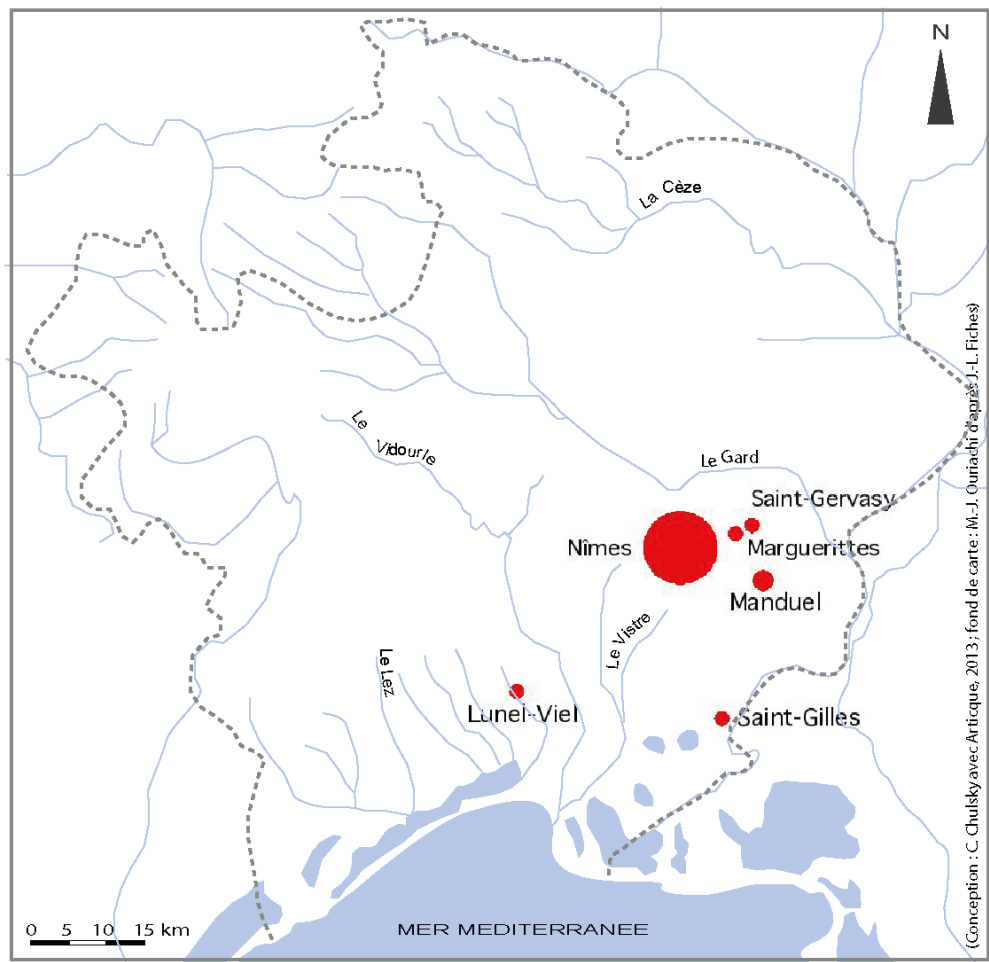 N
La Cèze
Le Vidourle
Le Gard
Saint-Gervasy
Nîmes
Marguerittes
Manduel
Le Vistre
Le Lez
Lunel-Viel
Saint-Gilles
0 5 10 15 km
MER MEDITERRANEE
(Conception : C. Chulsky avec Articque, 2013 ; fond de carte : M.-J. Ouriachi d'après J.-L. Fiches)